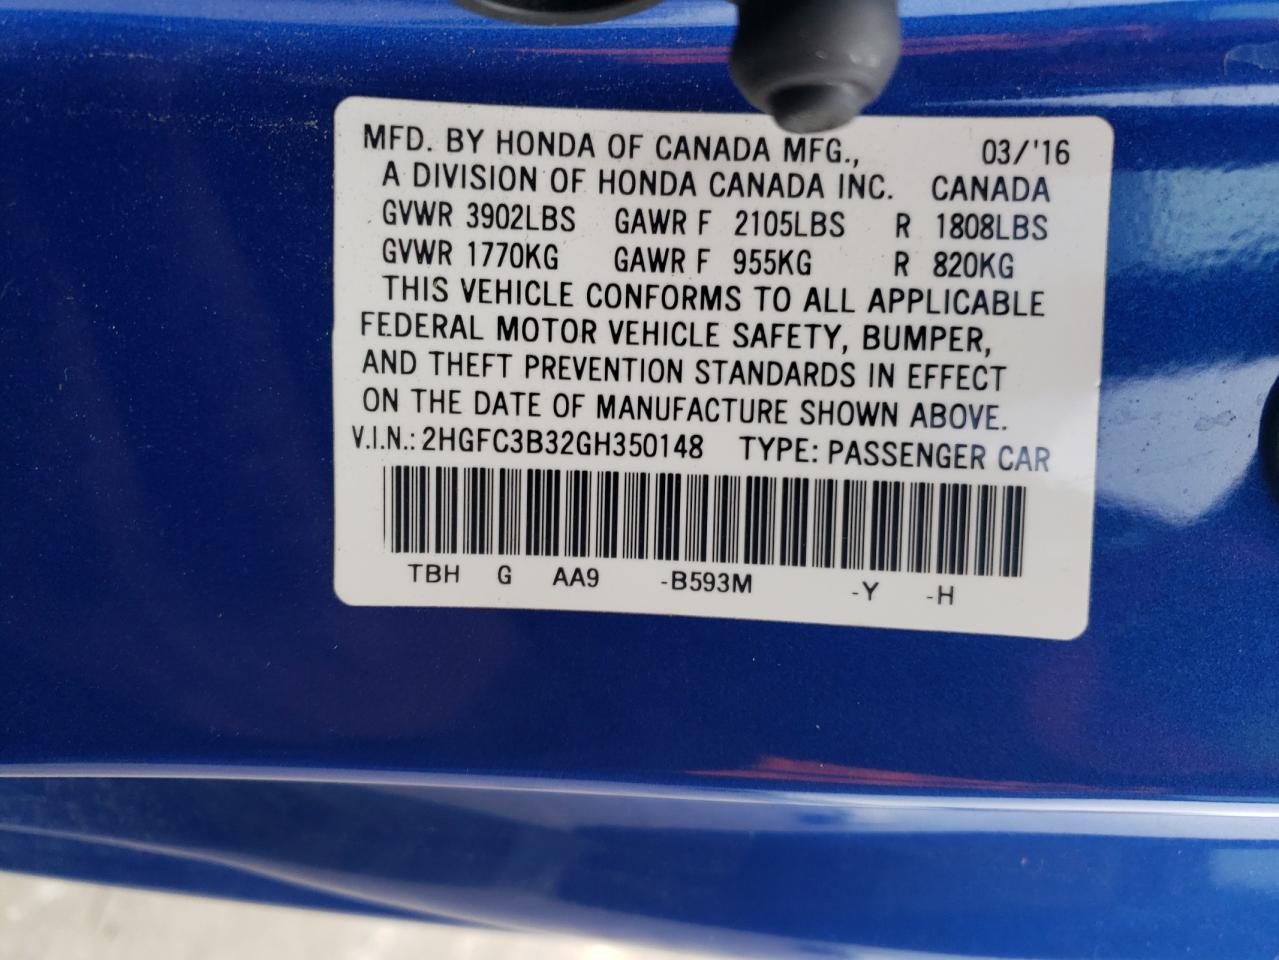 MFD. BY HONDA OF CANADA MFG., 03/'16
A DIVISION OF HONDA CANADA INC. CANADA
GVWR 3902LBS GAWR F 2105LBS R 1808LBS
GVWR 1770KG GAWR F 955KG R 820KG
THIS VEHICLE CONFORMS TO ALL APPLICABLE
FEDERAL MOTOR VEHICLE SAFETY, BUMPER,
AND THEFT PREVENTION STANDARDS IN EFFECT
ON THE DATE OF MANUFACTURE SHOWN ABOVE.
V.I.N.: 2HGFC3B32GH350148 TYPE: PASSENGER CAR
TBH G AA9 -B593M -Y -H